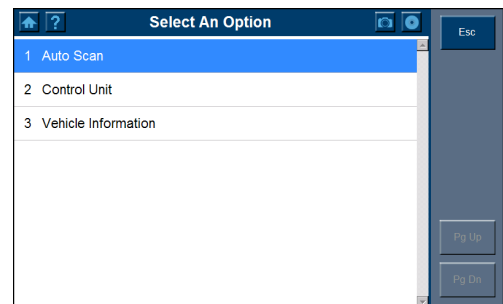 ?
Select An Option
Esc
1 Auto Scan
2 Control Unit
3 Vehicle Information
Pg Up
Pg Dn